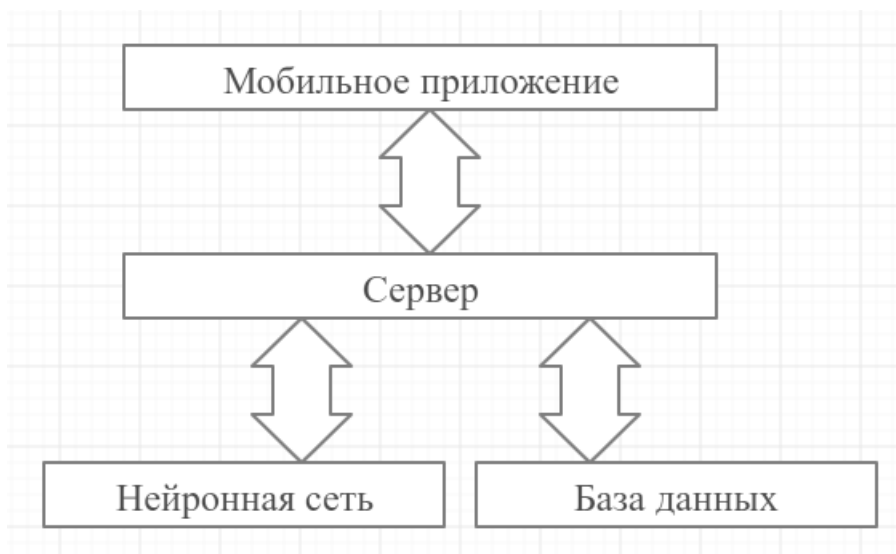 Мобильное приложение
Сервер
Нейронная сеть
База данных